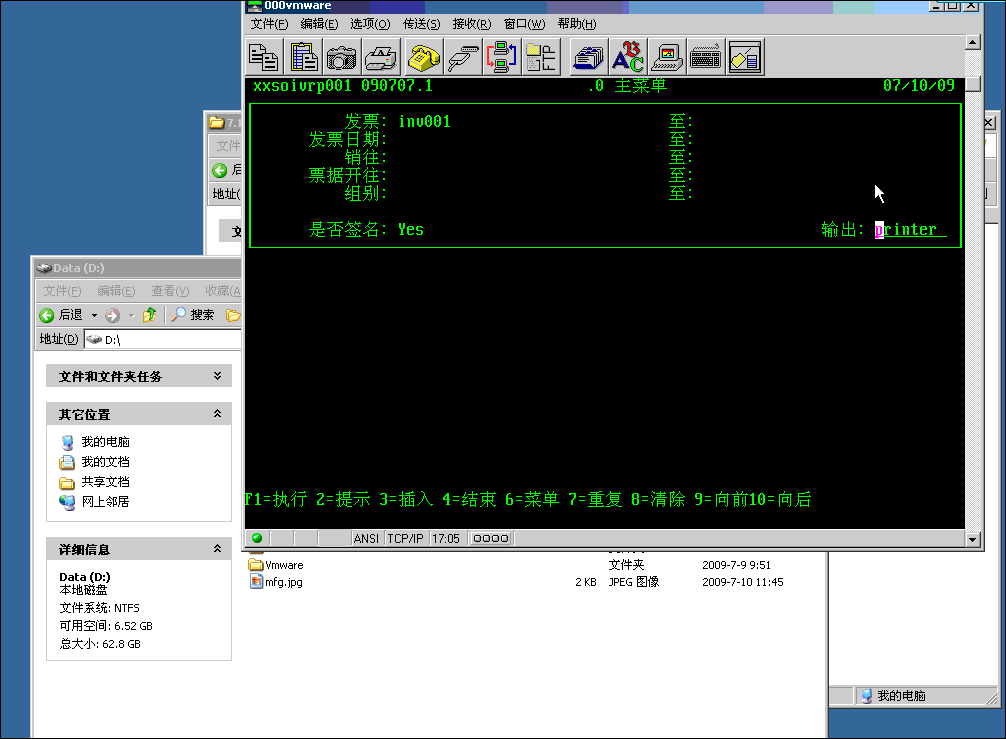 000vmware
文件(F) 编辑(E) 选项(O) 传送(S) 接收(R) 窗口(W) 帮助(H)
xxsoivrp001 090707.1 .0 主菜单 07/10/09
发票: inv001 至:
发票日期: 至:
销往: 至:
票据开往: 至:
组别: 至:
是否签名: Yes 输出: printer
F1=执行 2=提示 3=插入 4=结束 6=菜单 7=重复 8=清除 9=向前10=向后
ANSI TCP/IP 17:05
7.1
文件
后
地址(
文
Data (D:)
文件(F) 编辑(E) 查看(V) 收藏(A
后退 搜索
地址(D) D:\
文件和文件夹任务
其它位置
我的电脑
我的文档
共享文档
网上邻居
详细信息
Data (D:)
本地磁盘
文件系统: NTFS
可用空间: 6.52 GB
总大小: 62.8 GB
Vmware 文件夹 2009-7-9 9:51
mfg.jpg 2 KB JPEG 图像 2009-7-10 11:45
我的电脑